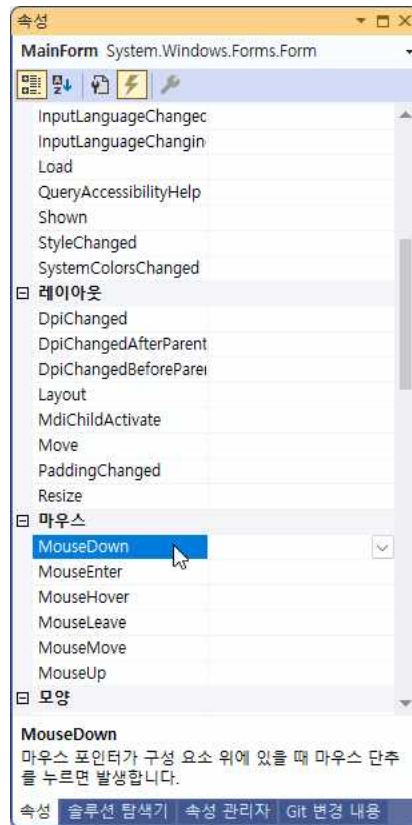 속성
MainForm System.Windows.Forms.Form
InputLanguageChangec
InputLanguageChangin
Load
QueryAccessibilityHelp
Shown
StyleChanged
SystemColorsChanged
레이아웃
DpiChanged
DpiChangedAfterParent
DpiChangedBeforeParei
Layout
MdiChildActivate
Move
PaddingChanged
Resize
마우스
MouseDown
MouseEnter
MouseHover
MouseLeave
MouseMove
MouseUp
모양
MouseDown
마우스 포인터가 구성 요소 위에 있을 때 마우스 단추
를 누르면 발생합니다.
속성 솔루션 탐색기 속성 관리자 Git 변경 내용